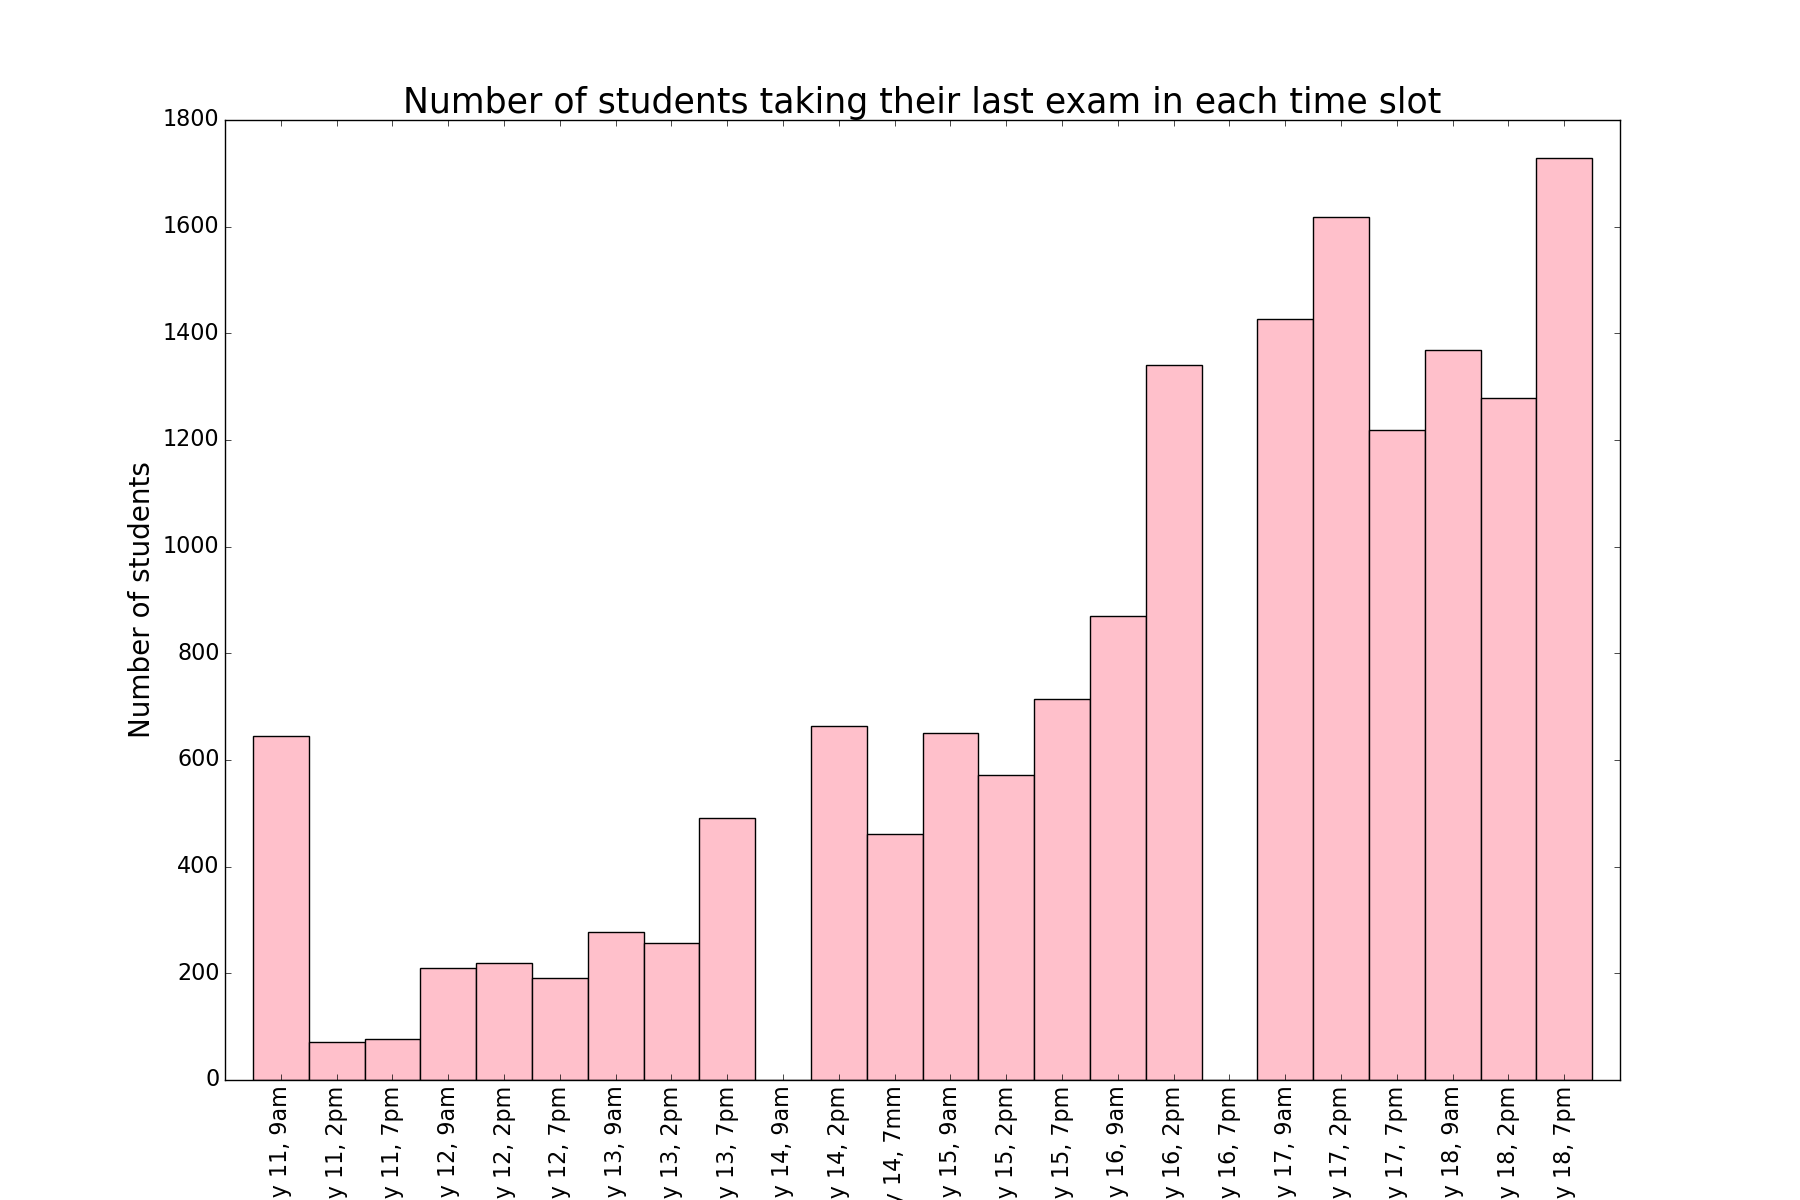 Number of students taking their last exam in each time slot
Number of students
1800
1600
1400
1200
1000
800
600
400
200
0
y 11, 9am
y 11, 2pm
y 11, 7pm
y 12, 9am
y 12, 2pm
y 12, 7pm
y 13, 9am
y 13, 2pm
y 13, 7pm
y 14, 9am
y 14, 2pm
y 14, 7mm
y 15, 9am
y 15, 2pm
y 15, 7pm
y 16, 9am
y 16, 2pm
y 16, 7pm
y 17, 9am
y 17, 2pm
y 17, 7pm
y 18, 9am
y 18, 2pm
y 18, 7pm